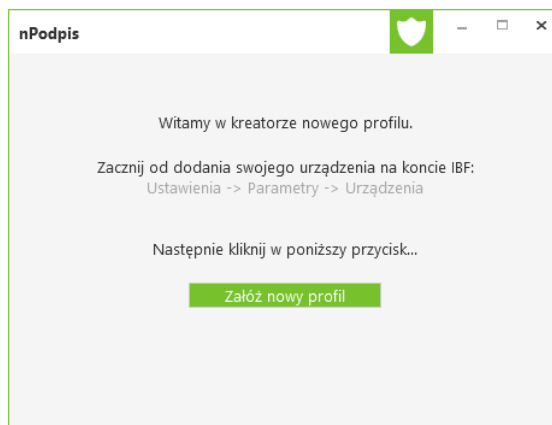 nPodpis
Witamy w kreatorze nowego profilu.
Zacznij od dodania swojego urządzenia na koncie IBF:
Ustawienia -> Parametry -> Urządzenia
Następnie kliknij w poniższy przycisk...
Załóż nowy profil